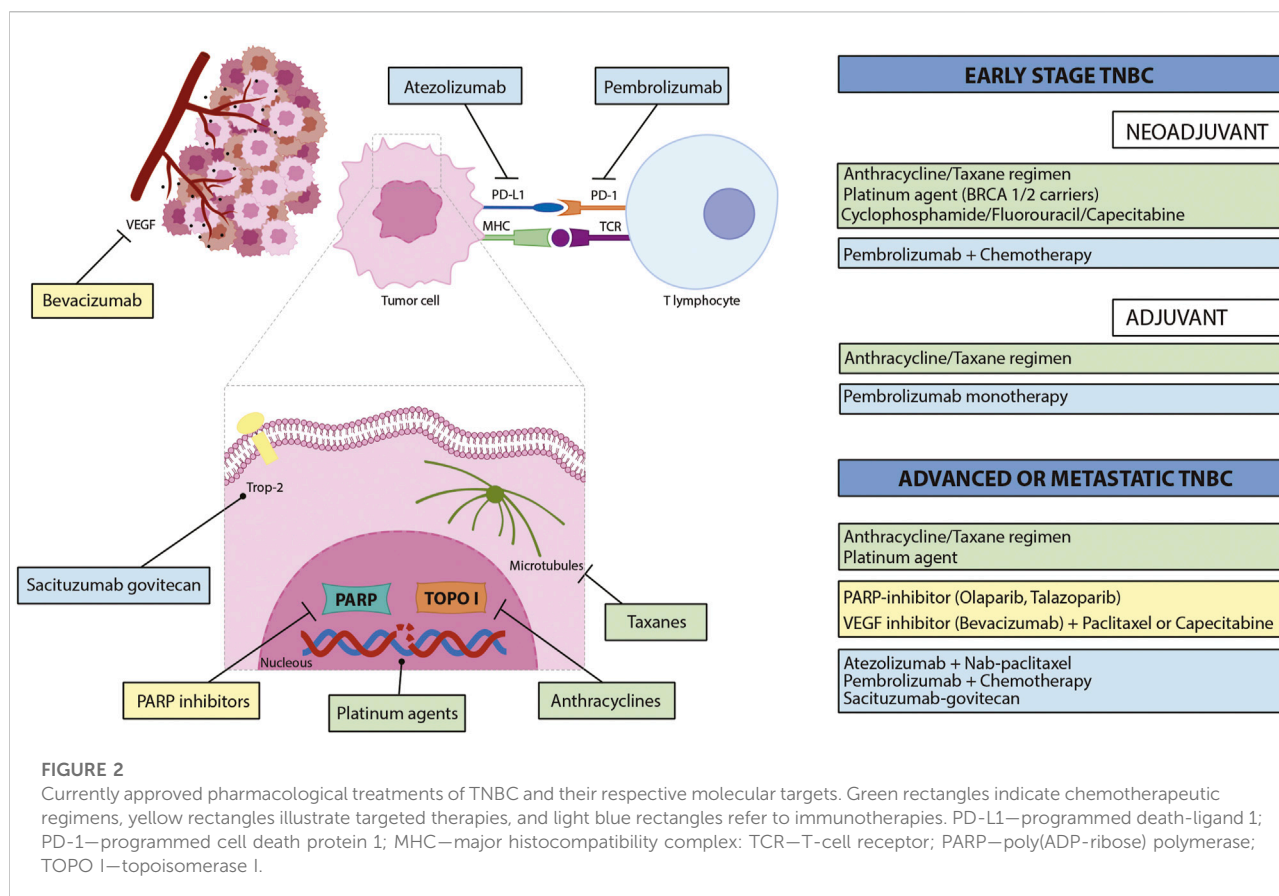 Atezolizumab
Pembrolizumab
VEGF
Bevacizumab
PD-L1
PD-1
MHC
TCR
Tumor cell
T lymphocyte
Trop-2
Sacituzumab govitecan
Microtubules
PARP
TOPO I
Taxanes
Nucleous
PARP inhibitors
Platinum agents
Anthracyclines
EARLY STAGE TNBC
NEOADJUVANT
Anthracycline/Taxane regimen
Platinum agent (BRCA 1/2 carriers)
Cyclophosphamide/Fluorouracil/Capecitabine
Pembrolizumab + Chemotherapy
ADJUVANT
Anthracycline/Taxane regimen
Pembrolizumab monotherapy
ADVANCED OR METASTATIC TNBC
Anthracycline/Taxane regimen
Platinum agent
PARP-inhibitor (Olaparib, Talazoparib)
VEGF inhibitor (Bevacizumab) + Paclitaxel or Capecitabine
Atezolizumab + Nab-paclitaxel
Pembrolizumab + Chemotherapy
Sacituzumab-govitecan
FIGURE 2
Currently approved pharmacological treatments of TNBC and their respective molecular targets. Green rectangles indicate chemotherapeutic
regimens, yellow rectangles illustrate targeted therapies, and light blue rectangles refer to immunotherapies. PD-L1—programmed death-ligand 1;
PD-1—programmed cell death protein 1; MHC—major histocompatibility complex: TCR—T-cell receptor; PARP—poly(ADP-ribose) polymerase;
TOPO I—topoisomerase I.